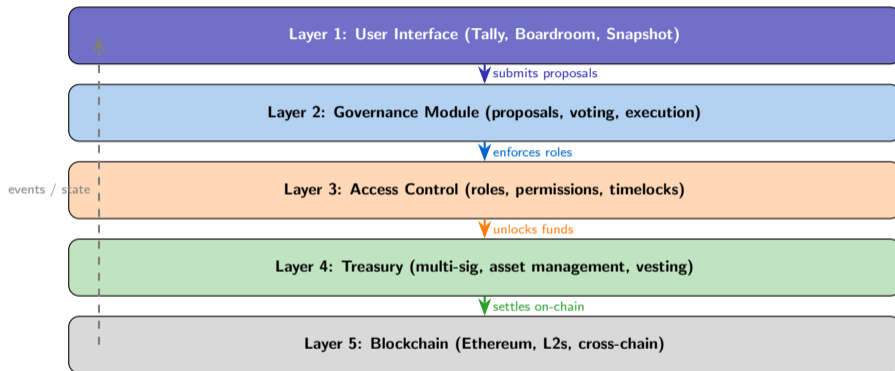 Layer 1: User Interface (Tally, Boardroom, Snapshot)
submits proposals
Layer 2: Governance Module (proposals, voting, execution)
enforces roles
events / state
Layer 3: Access Control (roles, permissions, timelocks)
unlocks funds
Layer 4: Treasury (multi-sig, asset management, vesting)
settles on-chain
Layer 5: Blockchain (Ethereum, L2s, cross-chain)